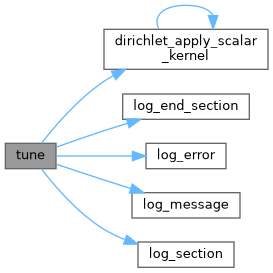 dirichlet_apply_scalar
_kernel
log_end_section
tune
log_error
log_message
log_section